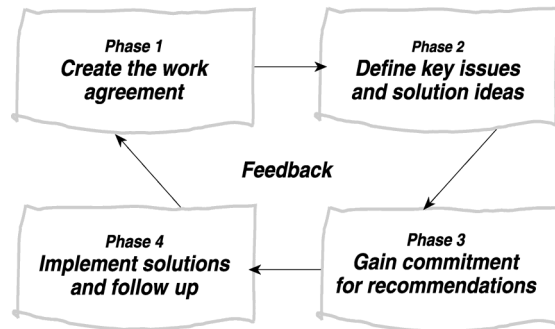 Phase 1
Create the work
agreement
Phase 2
Define key issues
and solution ideas
Feedback
Phase 4
Implement solutions
and follow up
Phase 3
Gain commitment
for recommendations